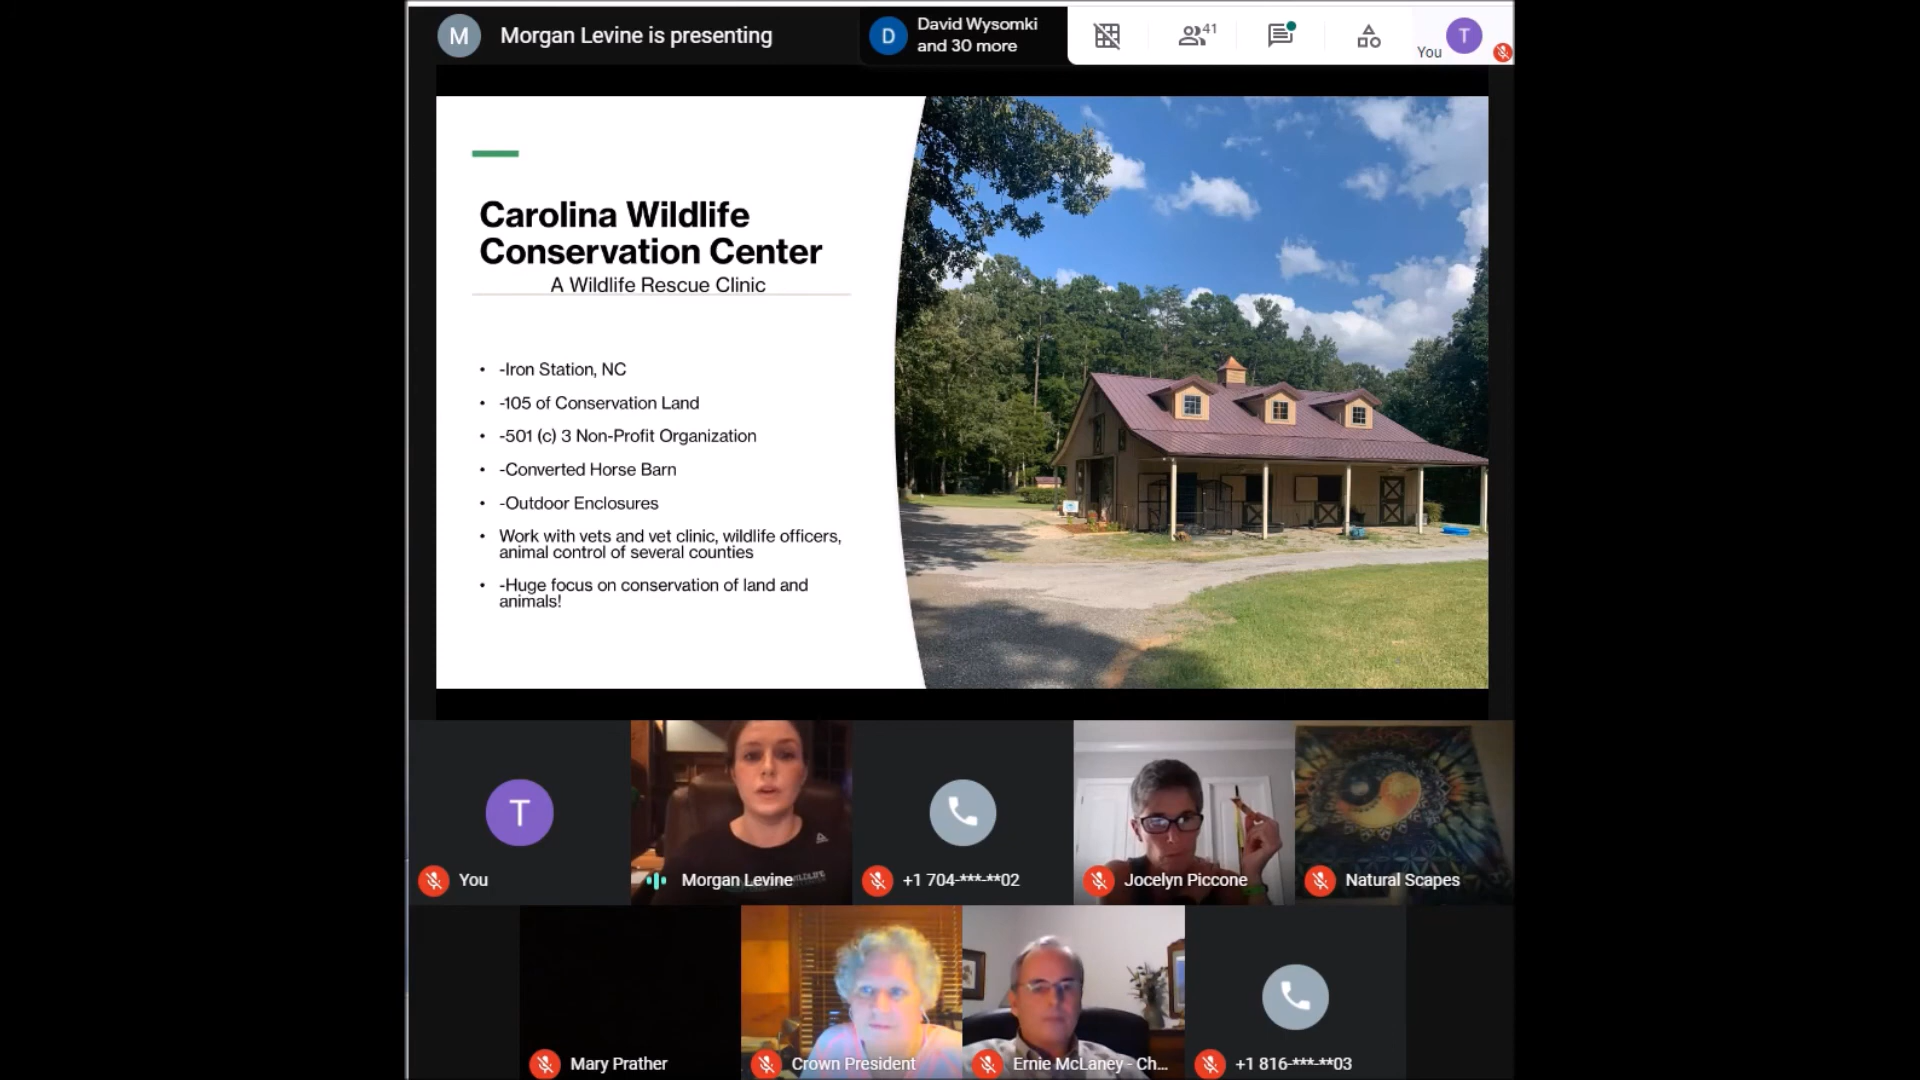 M
Morgan Levine is presenting
D
David Wysomki
and 30 more
41
You
T
Carolina Wildlife
Conservation Center
A Wildlife Rescue Clinic
• -Iron Station, NC
• -105 of Conservation Land
• -501 (c) 3 Non-Profit Organization
• -Converted Horse Barn
• -Outdoor Enclosures
• Work with vets and vet clinic, wildlife officers,
animal control of several counties
• -Huge focus on conservation of land and
animals!
T
You
Morgan Levine
+1 704-***-**02
Jocelyn Piccone
Natural Scapes
Mary Prather
Crown President
Ernie McLaney - Ch...
+1 816-***-**03